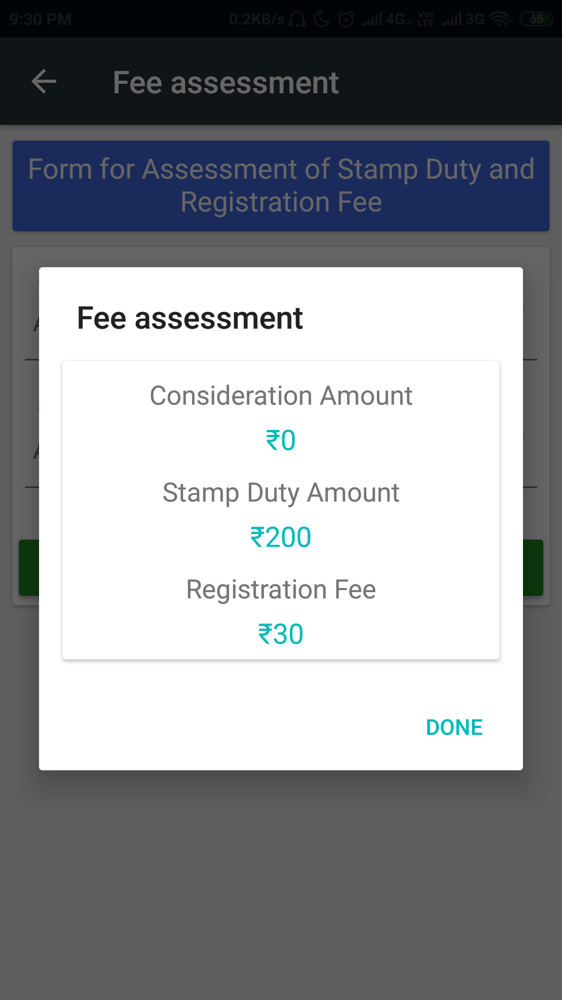 9:30 PM 0.2KB/s 4G Vo) LTE 3G 65
Fee assessment
Form for Assessment of Stamp Duty and
Registration Fee
Fee assessment
Consideration Amount
₹0
Stamp Duty Amount
₹200
Registration Fee
₹30
DONE